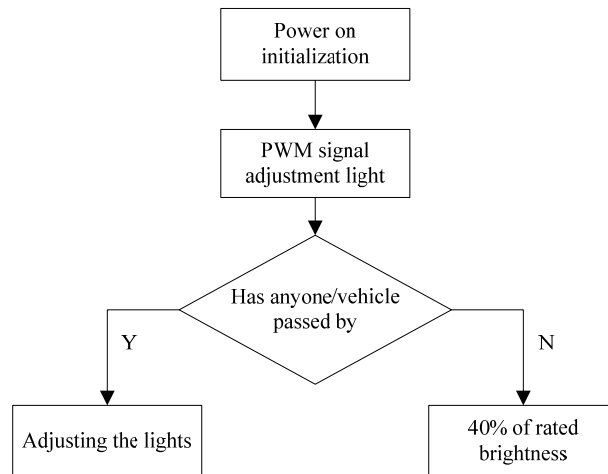 Power on
initialization
PWM signal
adjustment light
Has anyone/vehicle
passed by
Y
N
Adjusting the lights
40% of rated
brightness